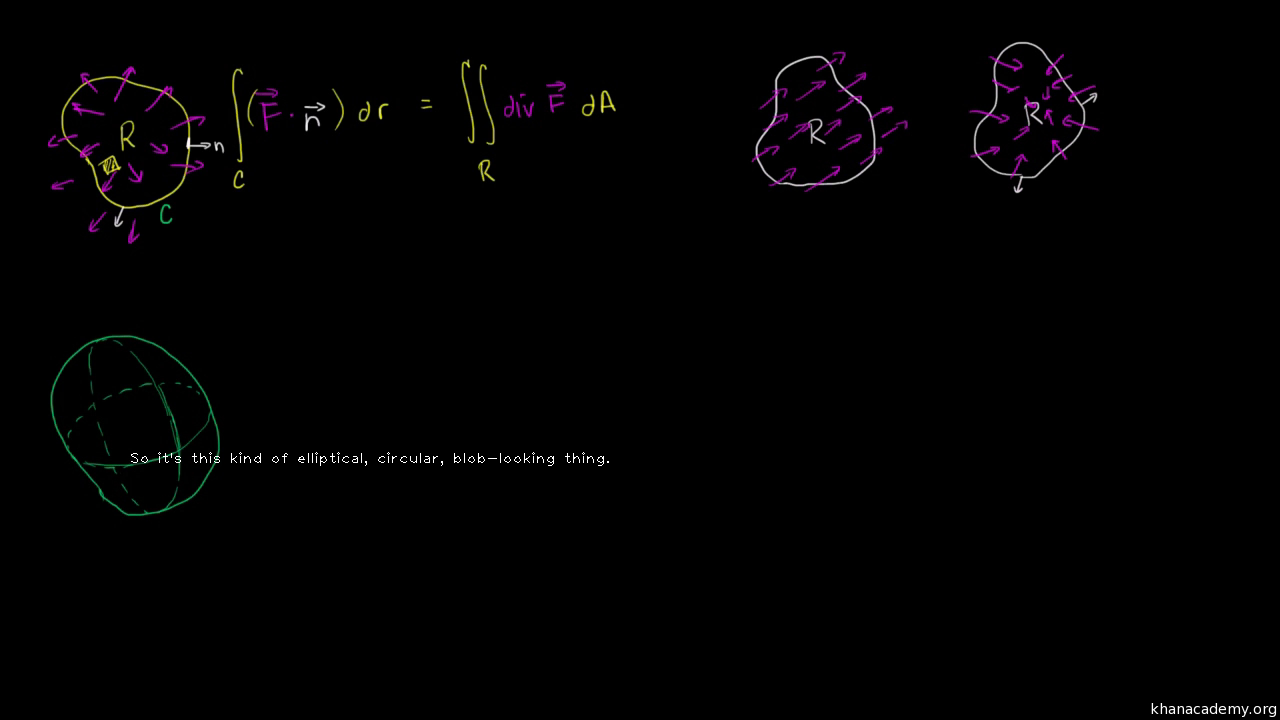 R
n
C
∫ (F⃗ · n⃗) dr = ∬ div F⃗ dA
C
R
R
R
So it's this kind of elliptical, circular, blob–looking thing.
khanacademy.org